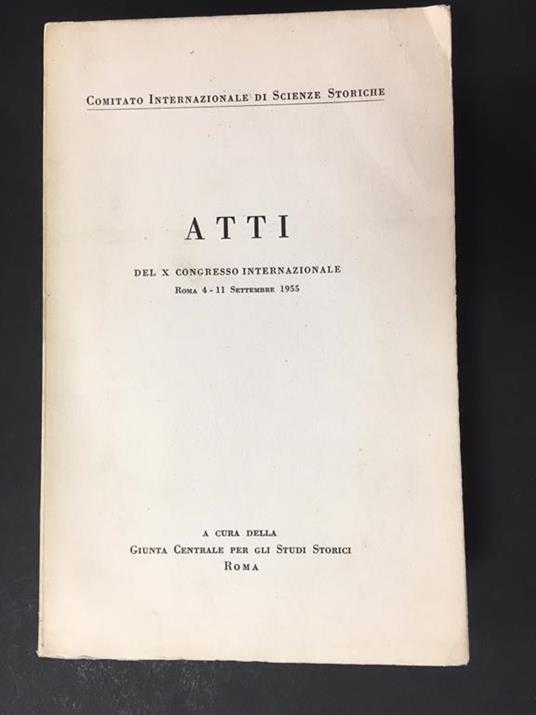 Comitato Internazionale di Scienze Storiche
ATTI
DEL X CONGRESSO INTERNAZIONALE
Roma 4 - 11 Settembre 1955
A CURA DELLA
Giunta Centrale per gli Studi Storici
Roma